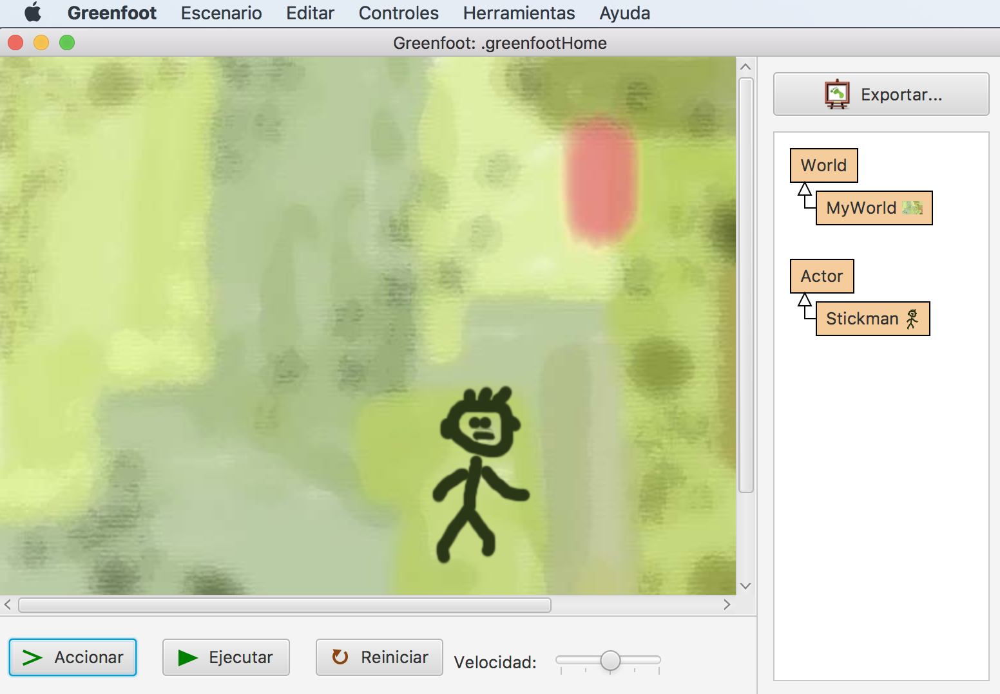 Greenfoot Escenario Editar Controles Herramientas Ayuda
Greenfoot: .greenfootHome
Exportar...
World
MyWorld
Actor
Stickman
Accionar
Ejecutar
Reiniciar
Velocidad: